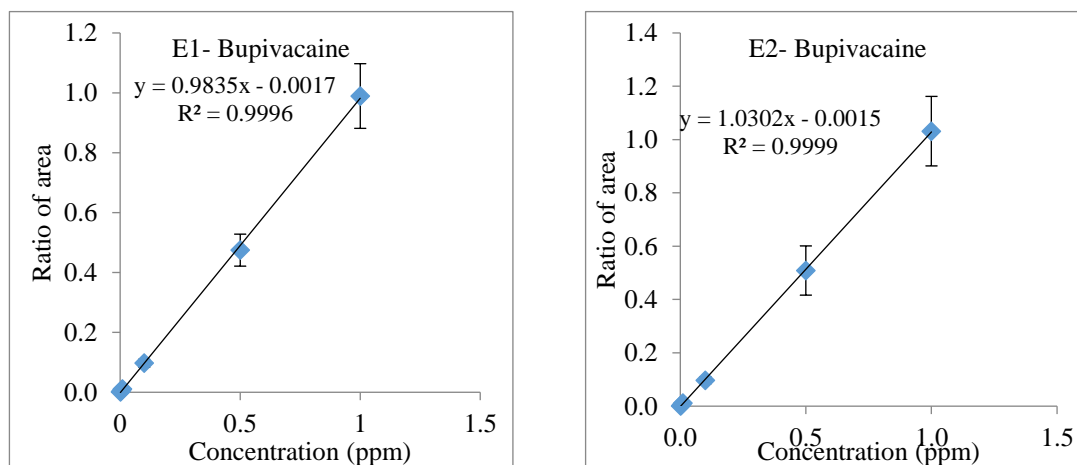 E1- Bupivacaine
y = 0.9835x - 0.0017
R² = 0.9996
Ratio of area
1.2
1.0
0.8
0.6
0.4
0.2
0.0
0
0.5
1
1.5
Concentration (ppm)
E2- Bupivacaine
y = 1.0302x - 0.0015
R² = 0.9999
Ratio of area
1.4
1.2
1.0
0.8
0.6
0.4
0.2
0.0
0.0
0.5
1.0
1.5
Concentration (ppm)